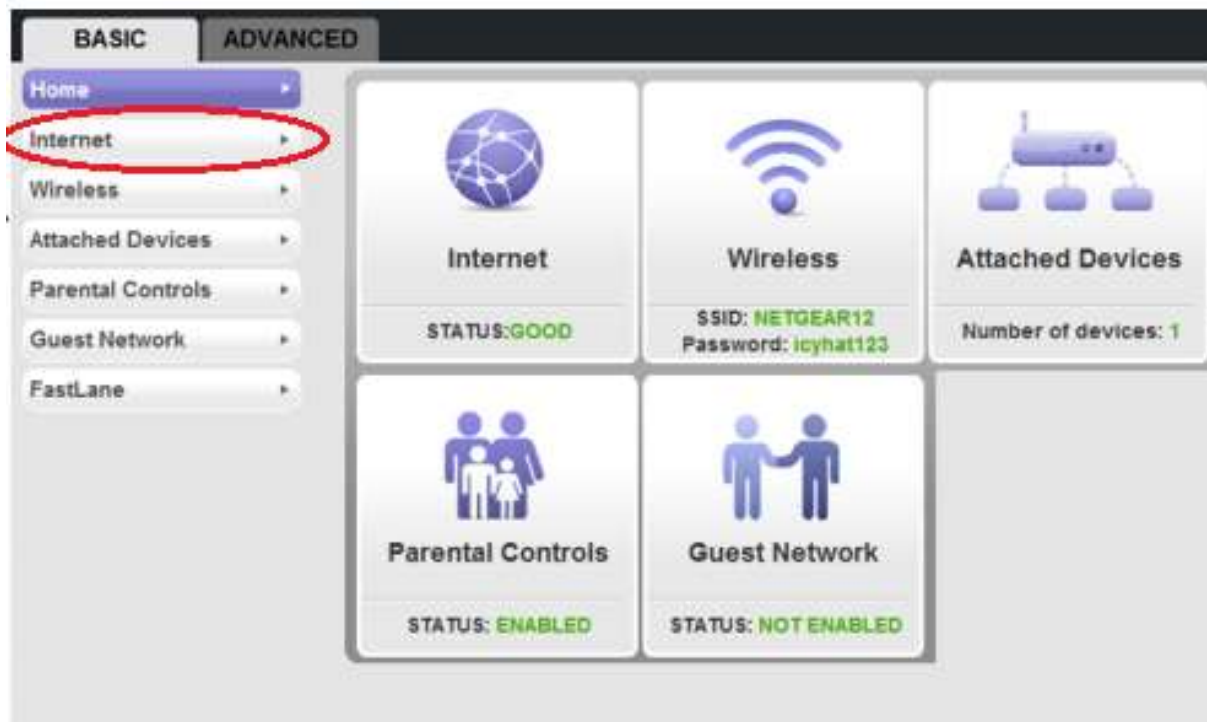 BASIC
ADVANCED
Home
Internet
Wireless
Attached Devices
Parental Controls
Guest Network
FastLane
Internet
STATUS:GOOD
Wireless
SSID: NETGEAR12
Password: icyhat123
Attached Devices
Number of devices: 1
Parental Controls
STATUS: ENABLED
Guest Network
STATUS: NOT ENABLED